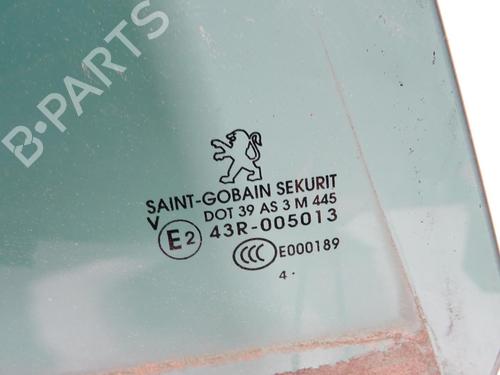 B·PARTS
SAINT-GOBAIN SEKURIT
V
DOT 39 AS 3 M 445
E2 43R-005013
CCC E000189
4 ·